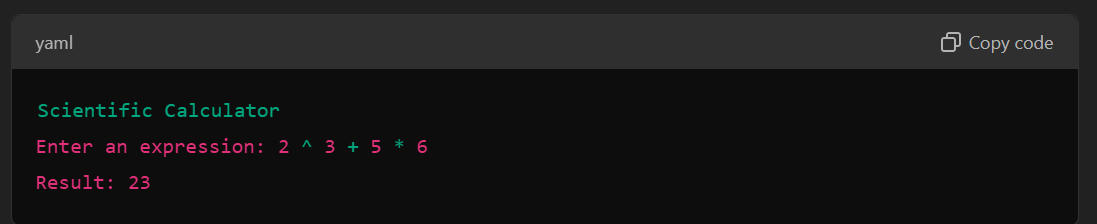 yaml
Copy code
Scientific Calculator
Enter an expression: 2 ^ 3 + 5 * 6
Result: 23